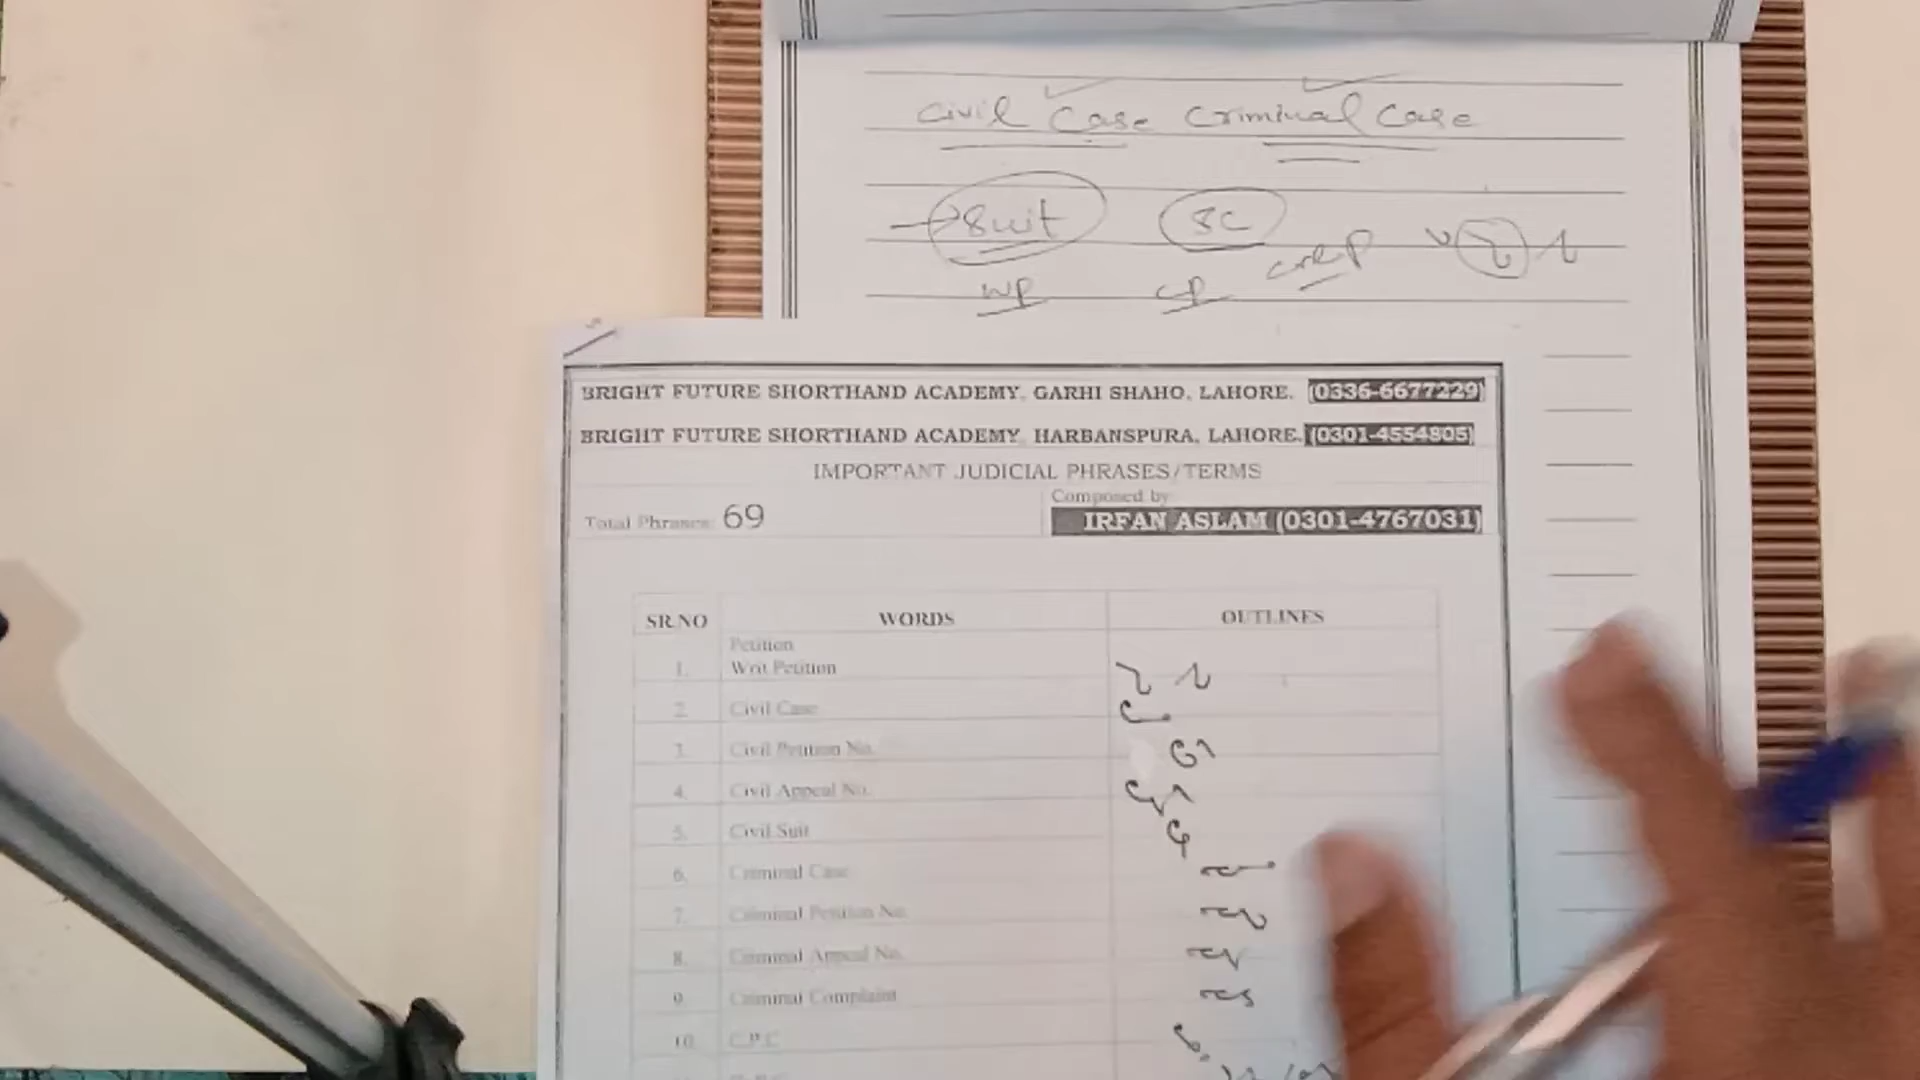 Civil Case Criminal Case
Suit SC
WP CP CrlP
BRIGHT FUTURE SHORTHAND ACADEMY, GARHI SHAHO, LAHORE. (0336-6677229)
BRIGHT FUTURE SHORTHAND ACADEMY, HARBANSPURA, LAHORE. (0301-4554805)
IMPORTANT JUDICIAL PHRASES/TERMS
Total Phrases: 69
Composed by
IRFAN ASLAM (0301-4767031)
SR.NO WORDS OUTLINES
Petition
1. Writ Petition
2. Civil Case
3. Civil Petition No.
4. Civil Appeal No.
5. Civil Suit
6. Criminal Case
7. Criminal Petition No.
8. Criminal Appeal No.
9. Criminal Complaint
10. C.P.C